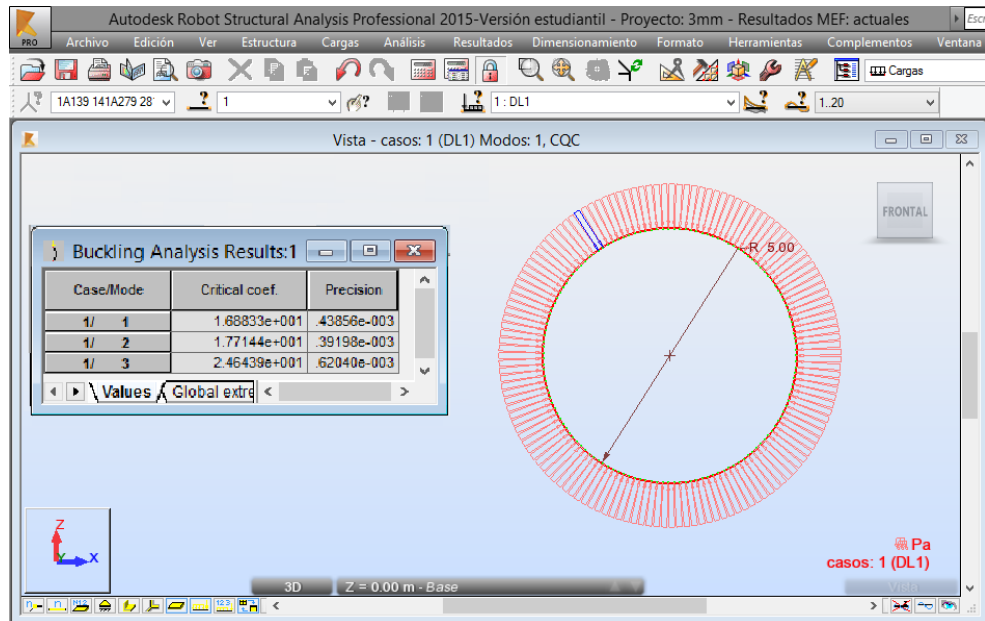 Autodesk Robot Structural Analysis Professional 2015-Versión estudiantil - Proyecto: 3mm - Resultados MEF: actuales
Escr
PRO
Archivo Edición Ver Estructura Cargas Análisis Resultados Dimensionamiento Formato Herramientas Complementos Ventana
Cargas
1A139 141A279 28 1 1 : DL1 1..20
Vista - casos: 1 (DL1) Modos: 1, CQC
FRONTAL
R 5.00
Buckling Analysis Results:1
Case/Mode Critical coef. Precision
1/ 1 1.68833e+001 .43856e-003
1/ 2 1.77144e+001 .39198e-003
1/ 3 2.46439e+001 .62040e-003
Values Global extre
Z
Y X
Pa
casos: 1 (DL1)
3D Z = 0.00 m - Base Vista